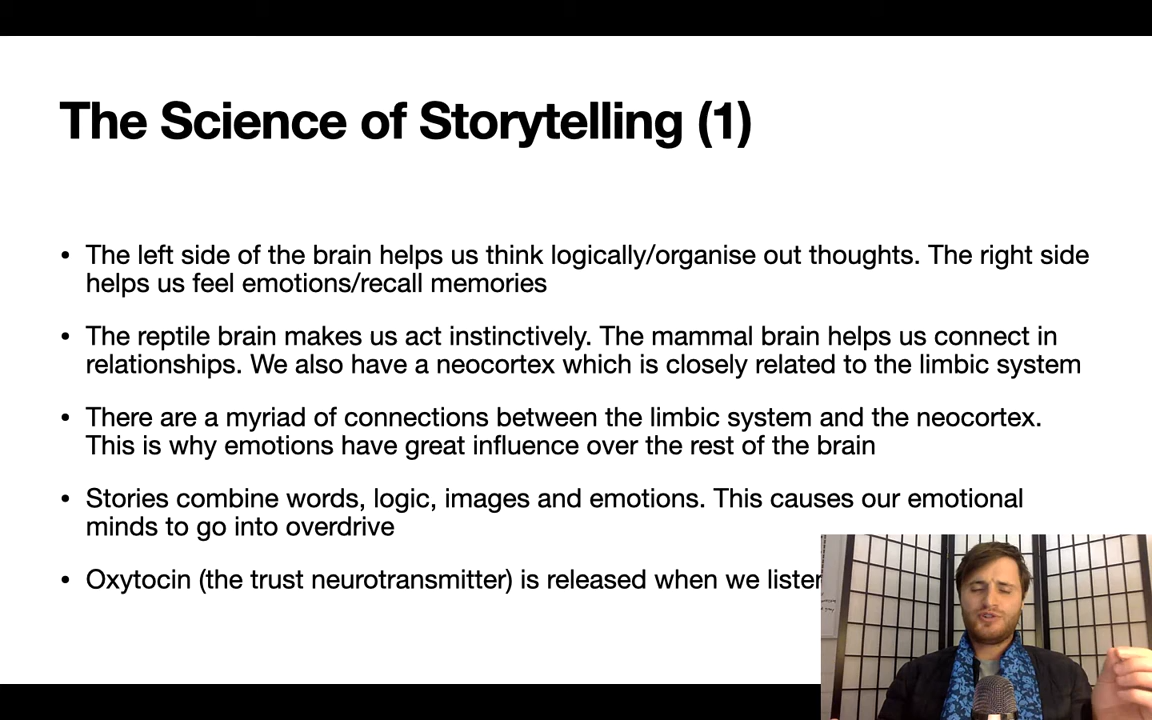 The Science of Storytelling (1)
• The left side of the brain helps us think logically/organise out thoughts. The right side
helps us feel emotions/recall memories
• The reptile brain makes us act instinctively. The mammal brain helps us connect in
relationships. We also have a neocortex which is closely related to the limbic system
• There are a myriad of connections between the limbic system and the neocortex.
This is why emotions have great influence over the rest of the brain
• Stories combine words, logic, images and emotions. This causes our emotional
minds to go into overdrive
• Oxytocin (the trust neurotransmitter) is released when we